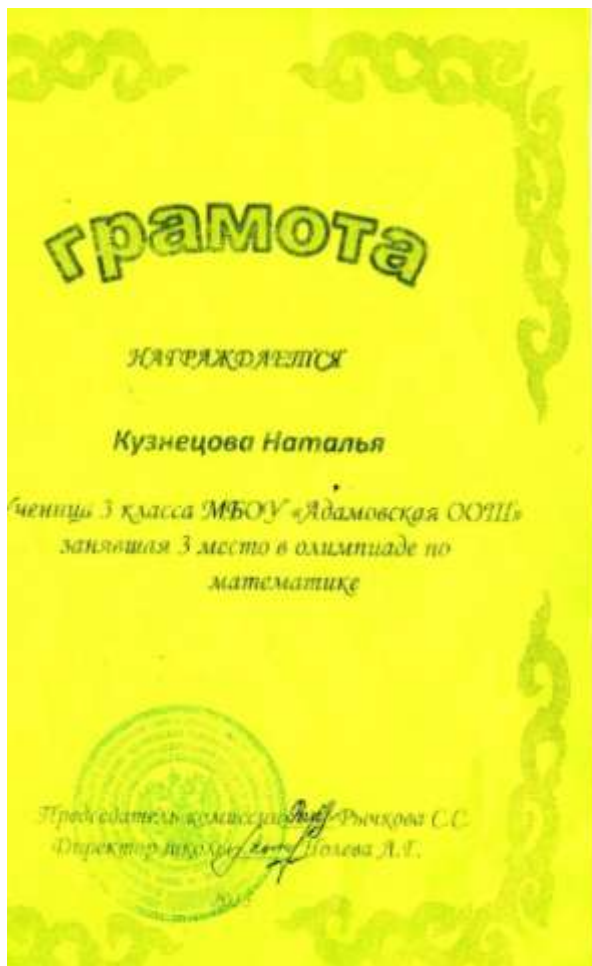 грамота
НАГРАЖДАЕТСЯ
Кузнецова Наталья
Ученица 3 класса МБОУ «Адамовская ООШ»
занявшая 3 место в олимпиаде по
математике
Председатель комиссии Рычкова С.С.
Директор школы Полева А.Г.